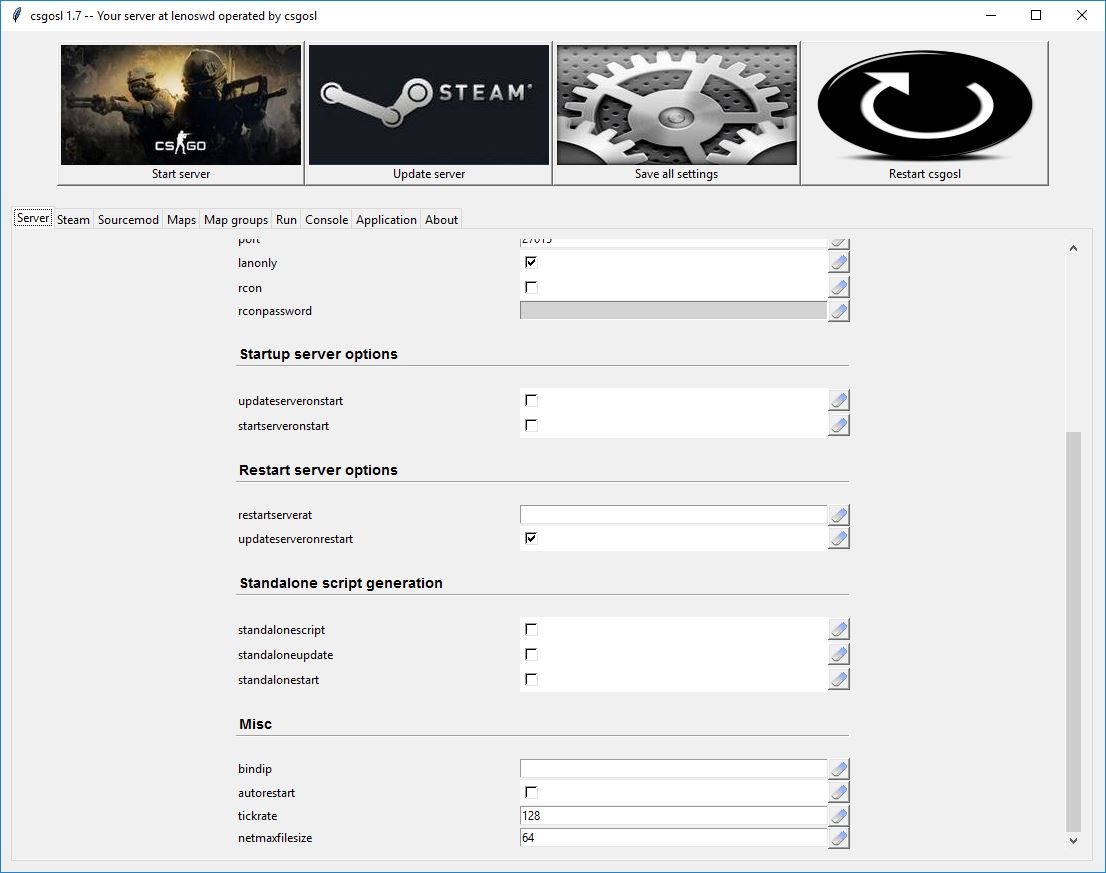 csgosl 1.7 -- Your server at lenoswd operated by csgosl
CS GO
STEAM
Start server
Update server
Save all settings
Restart csgosl
Server Steam Sourcemod Maps Map groups Run Console Application About
port 27015
lanonly
rcon
rconpassword
Startup server options
updateserveronstart
startserveronstart
Restart server options
restartserverat
updateserveronrestart
Standalone script generation
standalonescript
standaloneupdate
standalonestart
Misc
bindip
autorestart
tickrate 128
netmaxfilesize 64